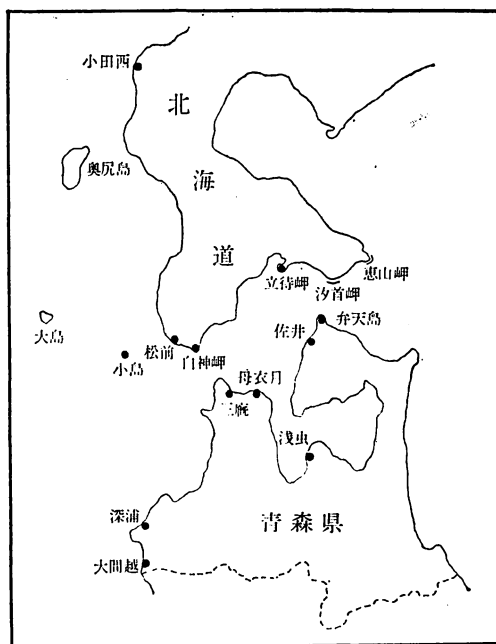 小田西
北海道
奥尻島
恵山岬
立待岬
汐首岬
大島
弁天島
佐井
松前
小島
白神岬
母衣月
三厩
浅虫
深浦
青森県
大間越